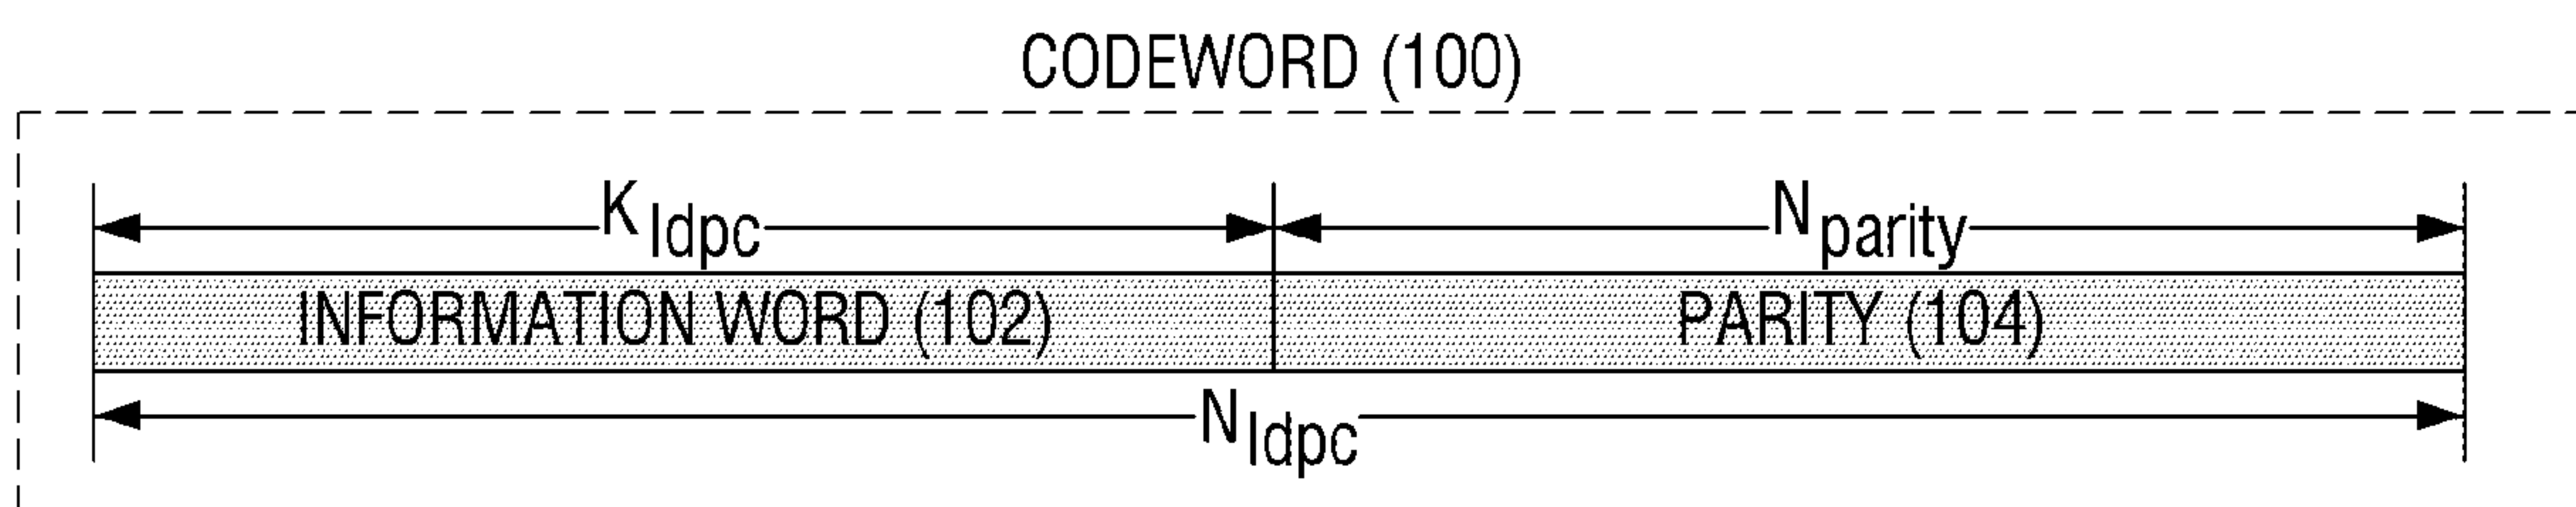 CODEWORD (100)
K ldpc N parity
INFORMATION WORD (102) PARITY (104)
N ldpc